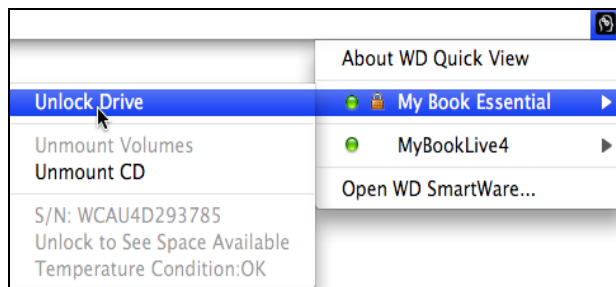 About WD Quick View
My Book Essential
MyBookLive4
Open WD SmartWare...
Unlock Drive
Unmount Volumes
Unmount CD
S/N: WCAU4D293785
Unlock to See Space Available
Temperature Condition:OK